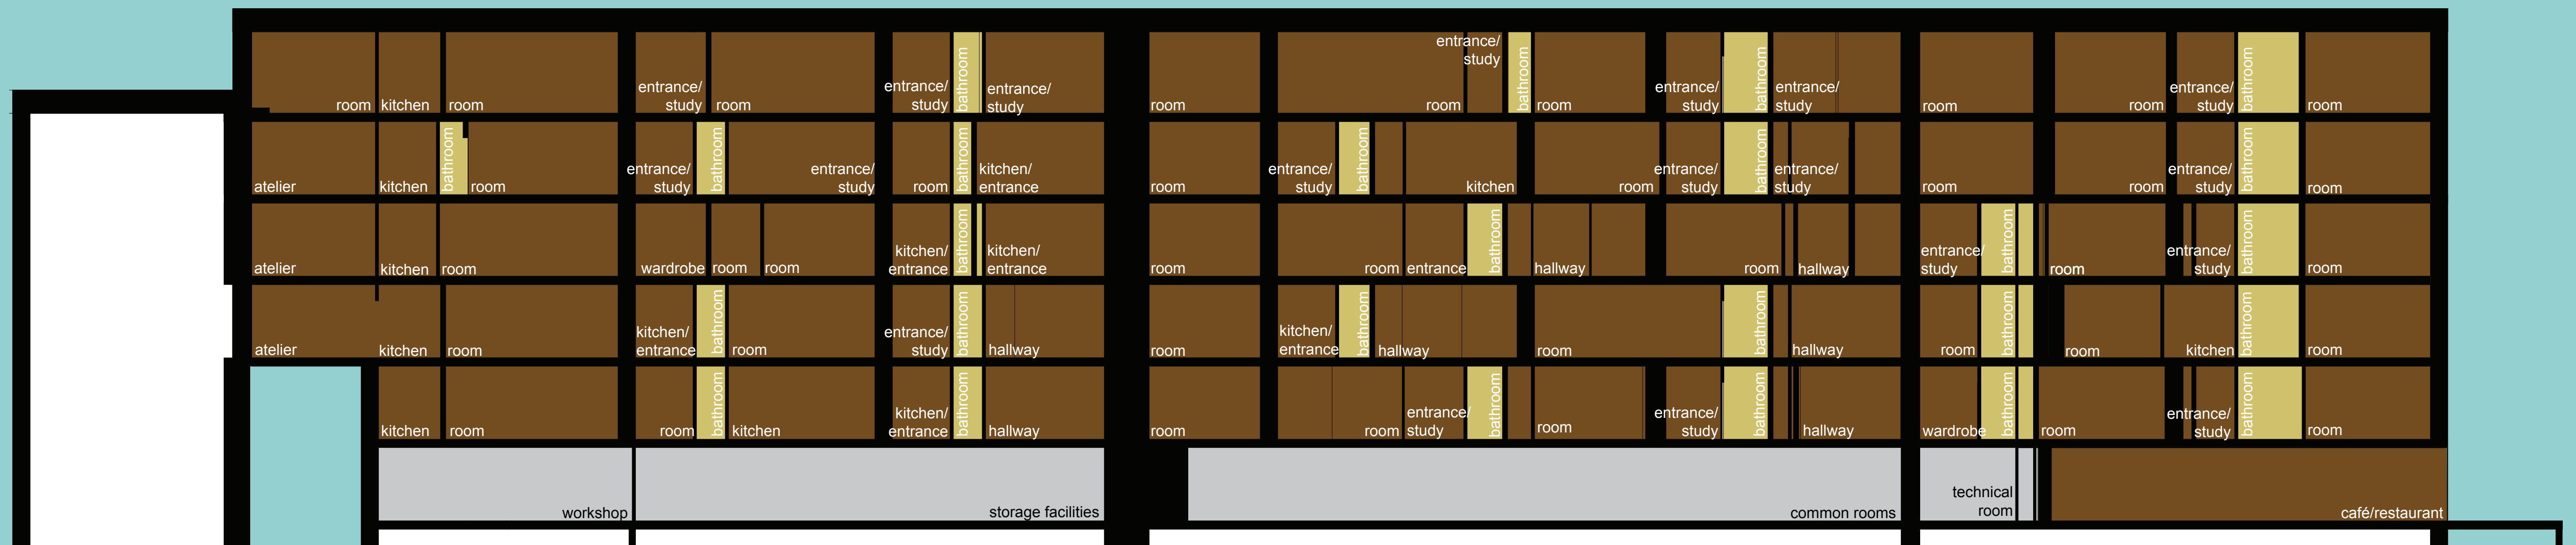 room
kitchen
room
entrance/
study
room
entrance/
study
bathroom
entrance/
study
room
room
entrance/
study
bathroom
room
entrance/
study
bathroom
entrance/
study
room
room
entrance/
study
bathroom
room
atelier
kitchen
bathroom
room
entrance/
study
bathroom
entrance/
study
room
bathroom
kitchen/
entrance
room
entrance/
study
bathroom
kitchen
room
entrance/
study
bathroom
entrance/
study
room
room
entrance/
study
bathroom
room
atelier
kitchen
room
wardrobe
room
room
kitchen/
entrance
bathroom
kitchen/
entrance
room
room
entrance
bathroom
hallway
room
hallway
entrance/
study
bathroom
room
entrance/
study
bathroom
room
atelier
kitchen
room
kitchen/
entrance
bathroom
room
entrance/
study
bathroom
hallway
room
kitchen/
entrance
bathroom
hallway
room
bathroom
hallway
room
bathroom
room
kitchen
bathroom
room
kitchen
room
room
bathroom
kitchen
kitchen/
entrance
bathroom
hallway
room
room
entrance/
study
bathroom
room
entrance/
study
bathroom
hallway
wardrobe
bathroom
room
entrance/
study
bathroom
room
workshop
storage facilities
common rooms
technical
room
café/restaurant